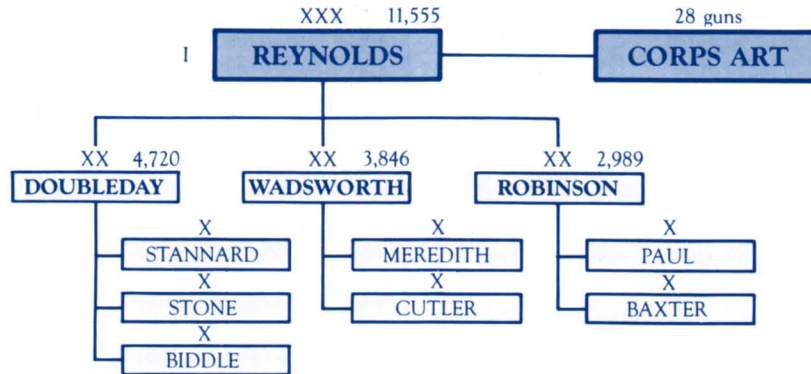 XXX 11,555
28 guns
I
REYNOLDS
CORPS ART
XX 4,720
XX 3,846
XX 2,989
DOUBLEDAY
WADSWORTH
ROBINSON
X
X
X
STANNARD
MEREDITH
PAUL
X
X
X
STONE
CUTLER
BAXTER
X
BIDDLE